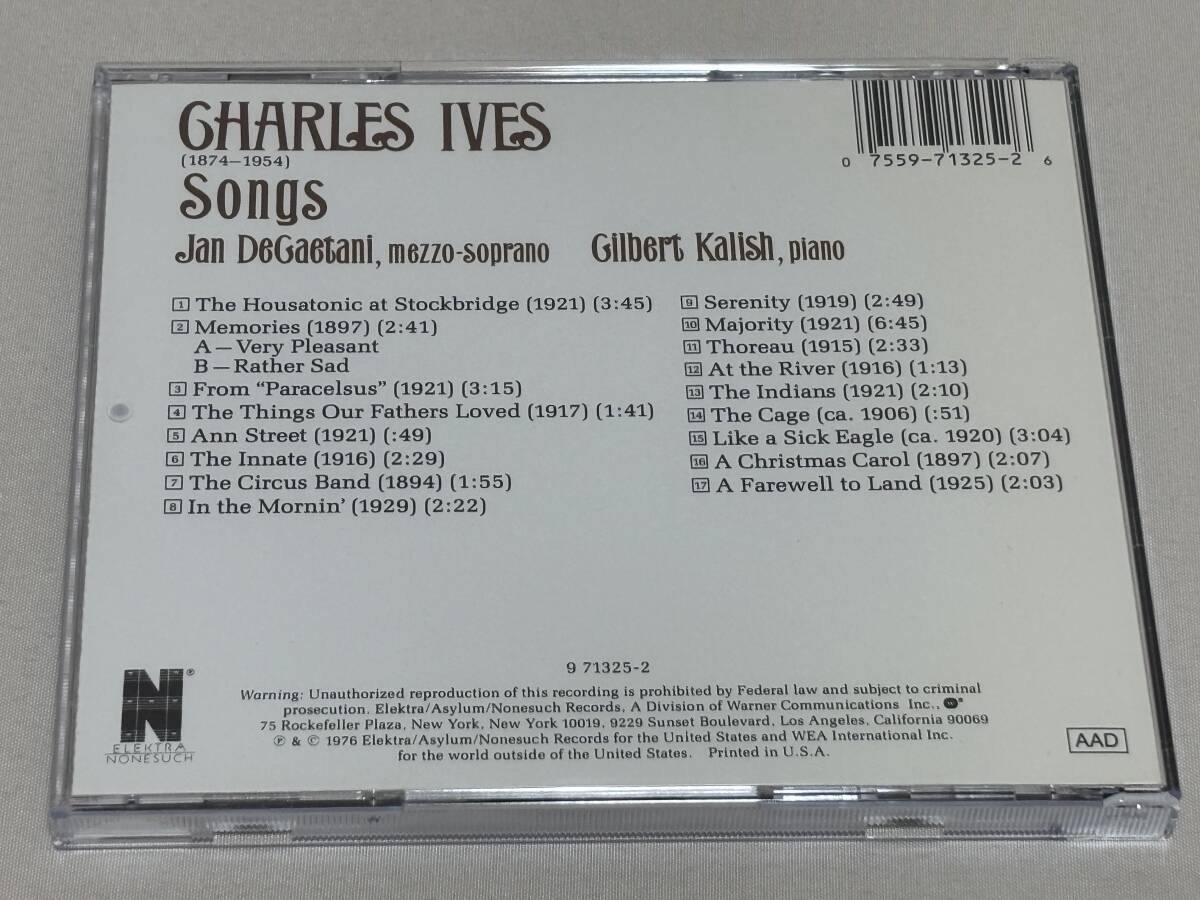 CHARLES IVES
(1874–1954)
Songs
Jan DeGaetani, mezzo-soprano Gilbert Kalish, piano
0 7559-71325-2 6
1 The Housatonic at Stockbridge (1921) (3:45)
2 Memories (1897) (2:41)
A—Very Pleasant
B—Rather Sad
3 From “Paracelsus” (1921) (3:15)
4 The Things Our Fathers Loved (1917) (1:41)
5 Ann Street (1921) (:49)
6 The Innate (1916) (2:29)
7 The Circus Band (1894) (1:55)
8 In the Mornin’ (1929) (2:22)
9 Serenity (1919) (2:49)
10 Majority (1921) (6:45)
11 Thoreau (1915) (2:33)
12 At the River (1916) (1:13)
13 The Indians (1921) (2:10)
14 The Cage (ca. 1906) (:51)
15 Like a Sick Eagle (ca. 1920) (3:04)
16 A Christmas Carol (1897) (2:07)
17 A Farewell to Land (1925) (2:03)
9 71325-2
N®
ELEKTRA
NONESUCH
Warning: Unauthorized reproduction of this recording is prohibited by Federal law and subject to criminal
prosecution. Elektra/Asylum/Nonesuch Records, A Division of Warner Communications Inc.,
75 Rockefeller Plaza, New York, New York 10019, 9229 Sunset Boulevard, Los Angeles, California 90069
℗ & © 1976 Elektra/Asylum/Nonesuch Records for the United States and WEA International Inc.
for the world outside of the United States. Printed in U.S.A.
AAD